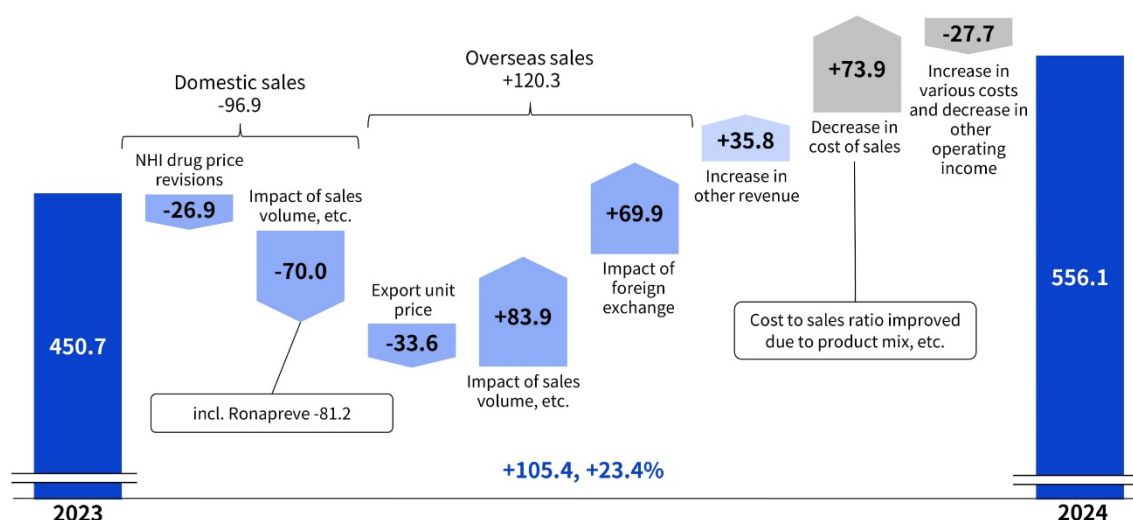 Domestic sales
-96.9
Overseas sales
+120.3
NHI drug price
revisions
-26.9
Impact of sales
volume, etc.
-70.0
incl. Ronapreve -81.2
Export unit
price
-33.6
+83.9
Impact of sales
volume, etc.
+69.9
Impact of
foreign
exchange
+35.8
Increase in
other revenue
+73.9
Decrease in
cost of sales
Cost to sales ratio improved
due to product mix, etc.
-27.7
Increase in
various costs
and decrease in
other
operating
income
450.7
556.1
+105.4, +23.4%
2023
2024